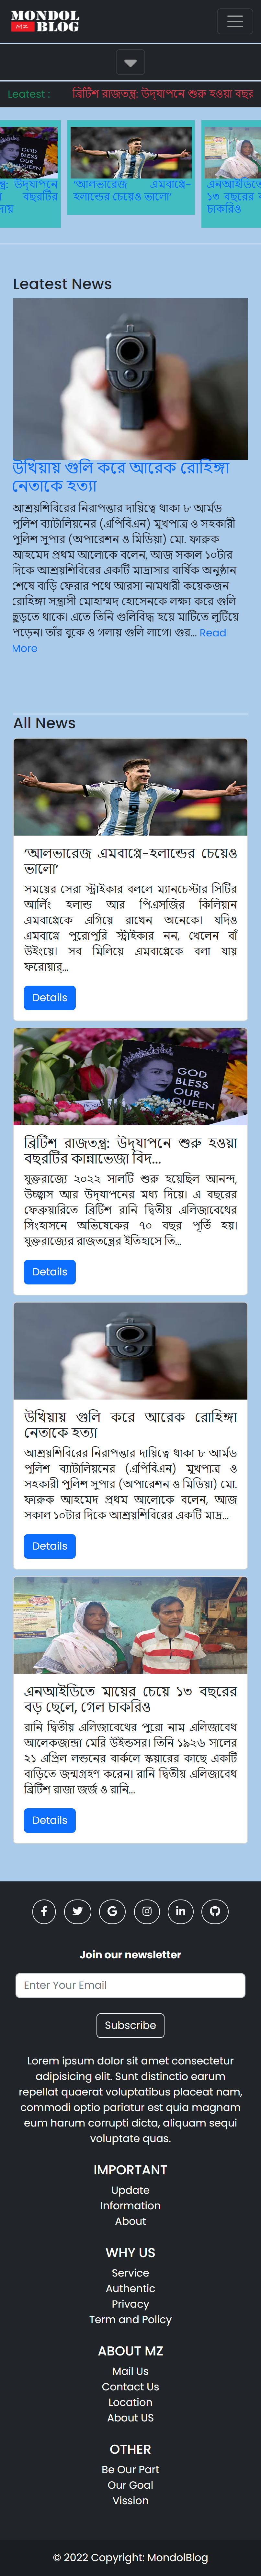 MONDOL
MZ BLOG
Leatest :
ব্রিটিশ রাজতন্ত্র: উদ্‌যাপনে শুরু হওয়া বছর
ন্ত্র: উদ্‌যাপনে
বছরটির
‘আলভারেজ এমবাপ্পে-
হলান্ডের চেয়েও ভালো’
এনআইডিতে
১৩ বছরের ব
চাকরিও
Leatest News
উখিয়ায় গুলি করে আরেক রোহিঙ্গা
নেতাকে হত্যা
আশ্রয়শিবিরের নিরাপত্তার দায়িত্বে থাকা ৮ আর্মড
পুলিশ ব্যাটালিয়নের (এপিবিএন) মুখপাত্র ও সহকারী
পুলিশ সুপার (অপারেশন ও মিডিয়া) মো. ফারুক
আহমেদ প্রথম আলোকে বলেন, আজ সকাল ১০টার
দিকে আশ্রয়শিবিরের একটি মাদ্রাসার বার্ষিক অনুষ্ঠান
শেষে বাড়ি ফেরার পথে আরসা নামধারী কয়েকজন
রোহিঙ্গা সন্ত্রাসী মোহাম্মদ হোসেনকে লক্ষ্য করে গুলি
ছুড়তে থাকে। এতে তিনি গুলিবিদ্ধ হয়ে মাটিতে লুটিয়ে
পড়েন। তাঁর বুকে ও গলায় গুলি লাগে। গুর... Read
More
All News
‘আলভারেজ এমবাপ্পে-হলান্ডের চেয়েও
ভালো’
সময়ের সেরা স্ট্রাইকার বললে ম্যানচেস্টার সিটির
আর্লিং হলান্ড আর পিএসজির কিলিয়ান
এমবাপ্পেকে এগিয়ে রাখেন অনেকে। যদিও
এমবাপ্পে পুরোপুরি স্ট্রাইকার নন, খেলেন বাঁ
উইংয়ে। সব মিলিয়ে এমবাপ্পেকে বলা যায়
ফরোয়ার্...
Details
GOD
BLESS
OUR
QUEEN
ব্রিটিশ রাজতন্ত্র: উদ্‌যাপনে শুরু হওয়া
বছরটির কান্নাভেজা বিদ...
যুক্তরাজ্যে ২০২২ সালটি শুরু হয়েছিল আনন্দ,
উচ্ছ্বাস আর উদ্‌যাপনের মধ্য দিয়ে। এ বছরের
ফেব্রুয়ারিতে ব্রিটিশ রানি দ্বিতীয় এলিজাবেথের
সিংহাসনে অভিষেকের ৭০ বছর পূর্তি হয়।
যুক্তরাজ্যের রাজতন্ত্রের ইতিহাসে তি...
Details
উখিয়ায় গুলি করে আরেক রোহিঙ্গা
নেতাকে হত্যা
আশ্রয়শিবিরের নিরাপত্তার দায়িত্বে থাকা ৮ আর্মড
পুলিশ ব্যাটালিয়নের (এপিবিএন) মুখপাত্র ও
সহকারী পুলিশ সুপার (অপারেশন ও মিডিয়া) মো.
ফারুক আহমেদ প্রথম আলোকে বলেন, আজ
সকাল ১০টার দিকে আশ্রয়শিবিরের একটি মাদ্র...
Details
এনআইডিতে মায়ের চেয়ে ১৩ বছরের
বড় ছেলে, গেল চাকরিও
রানি দ্বিতীয় এলিজাবেথের পুরো নাম এলিজাবেথ
আলেকজান্দ্রা মেরি উইন্ডসর। তিনি ১৯২৬ সালের
২১ এপ্রিল লন্ডনের বার্কলে স্কয়ারের কাছে একটি
বাড়িতে জন্মগ্রহণ করেন। রানি দ্বিতীয় এলিজাবেথ
ব্রিটিশ রাজা জর্জ ও রানি...
Details
Join our newsletter
Enter Your Email
Subscribe
Lorem ipsum dolor sit amet consectetur
adipisicing elit. Sunt distinctio earum
repellat quaerat voluptatibus placeat nam,
commodi optio pariatur est quia magnam
eum harum corrupti dicta, aliquam sequi
voluptate quas.
IMPORTANT
Update
Information
About
WHY US
Service
Authentic
Privacy
Term and Policy
ABOUT MZ
Mail Us
Contact Us
Location
About US
OTHER
Be Our Part
Our Goal
Vission
© 2022 Copyright: MondolBlog